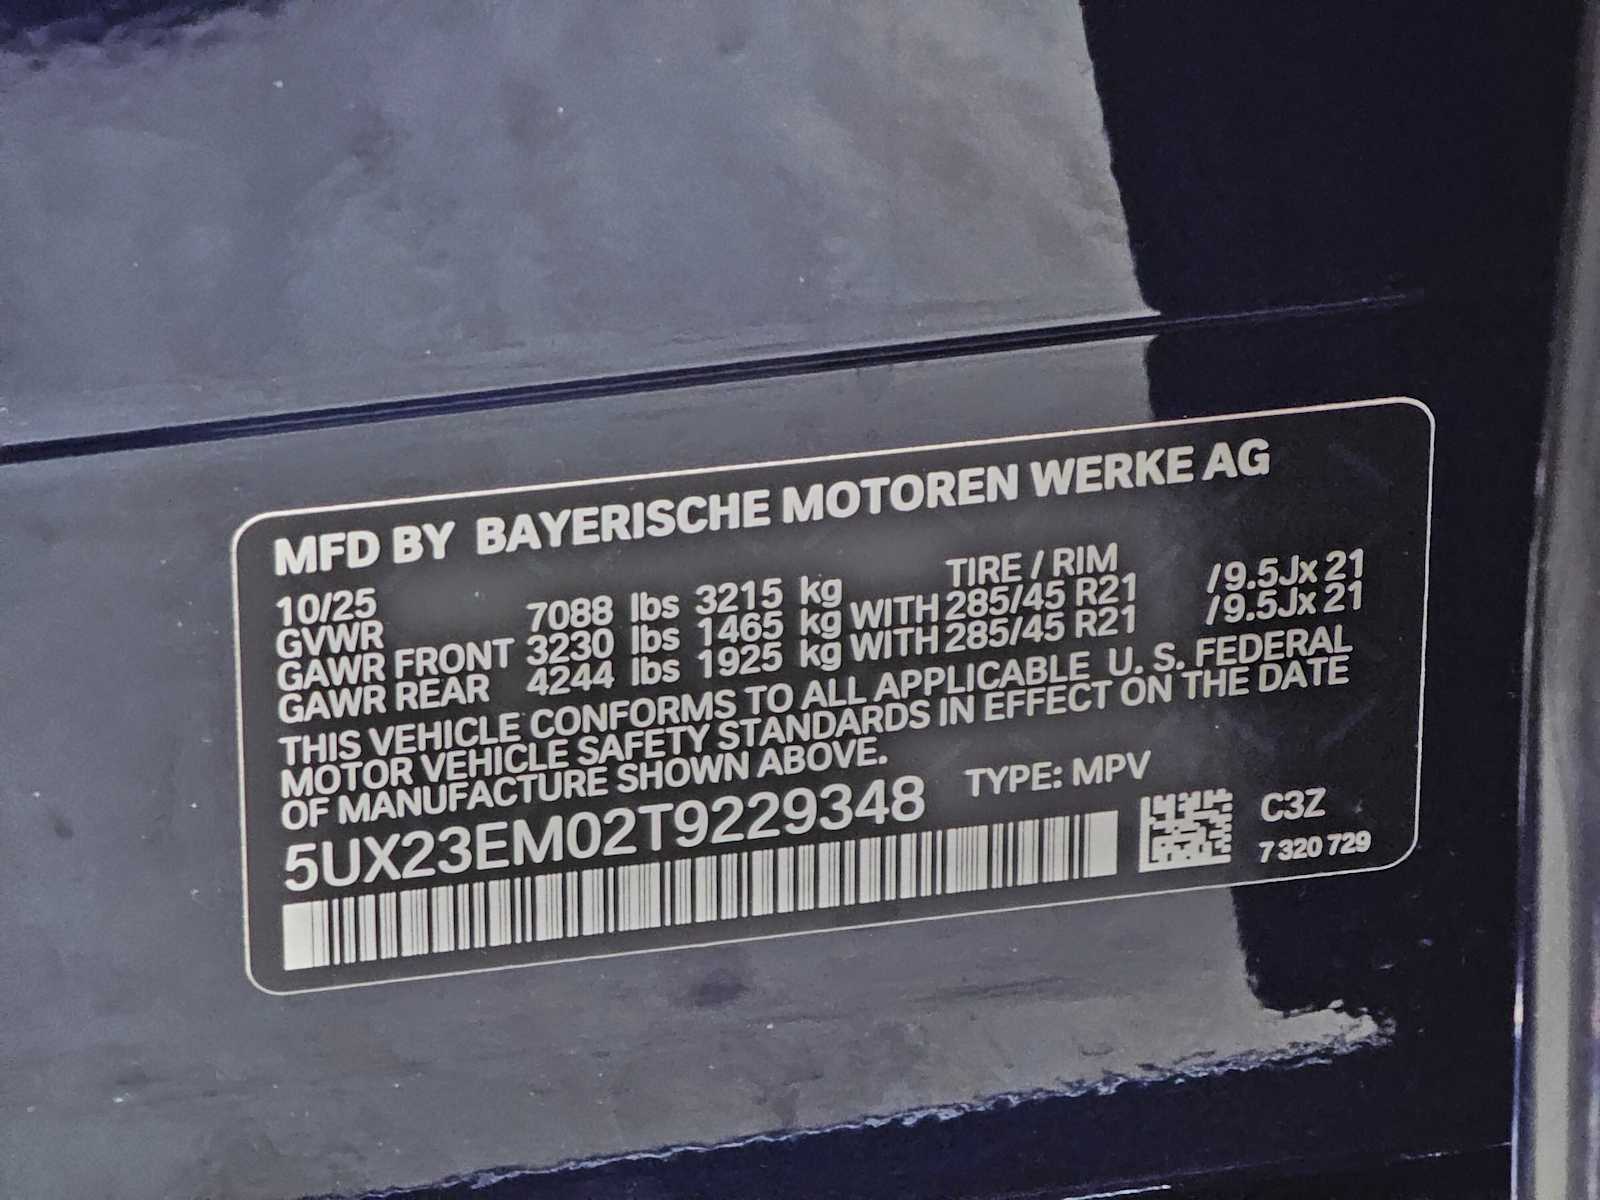 MFD BY BAYERISCHE MOTOREN WERKE AG
10/25 TIRE / RIM
GVWR 7088 lbs 3215 kg
GAWR FRONT 3230 lbs 1465 kg WITH 285/45 R21 /9.5Jx 21
GAWR REAR 4244 lbs 1925 kg WITH 285/45 R21 /9.5Jx 21
THIS VEHICLE CONFORMS TO ALL APPLICABLE U. S. FEDERAL
MOTOR VEHICLE SAFETY STANDARDS IN EFFECT ON THE DATE
OF MANUFACTURE SHOWN ABOVE.
5UX23EM02T9229348 TYPE: MPV
C3Z
7 320 729